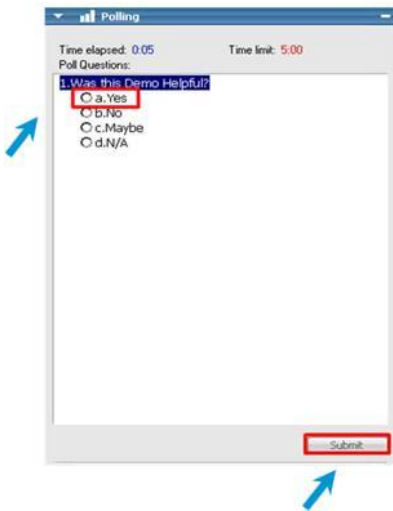 Polling
Time elapsed: 0:05 Time limit: 5:00
Poll Questions:
1.Was this Demo Helpful?
a.Yes
b.No
c.Maybe
d.N/A
Submit